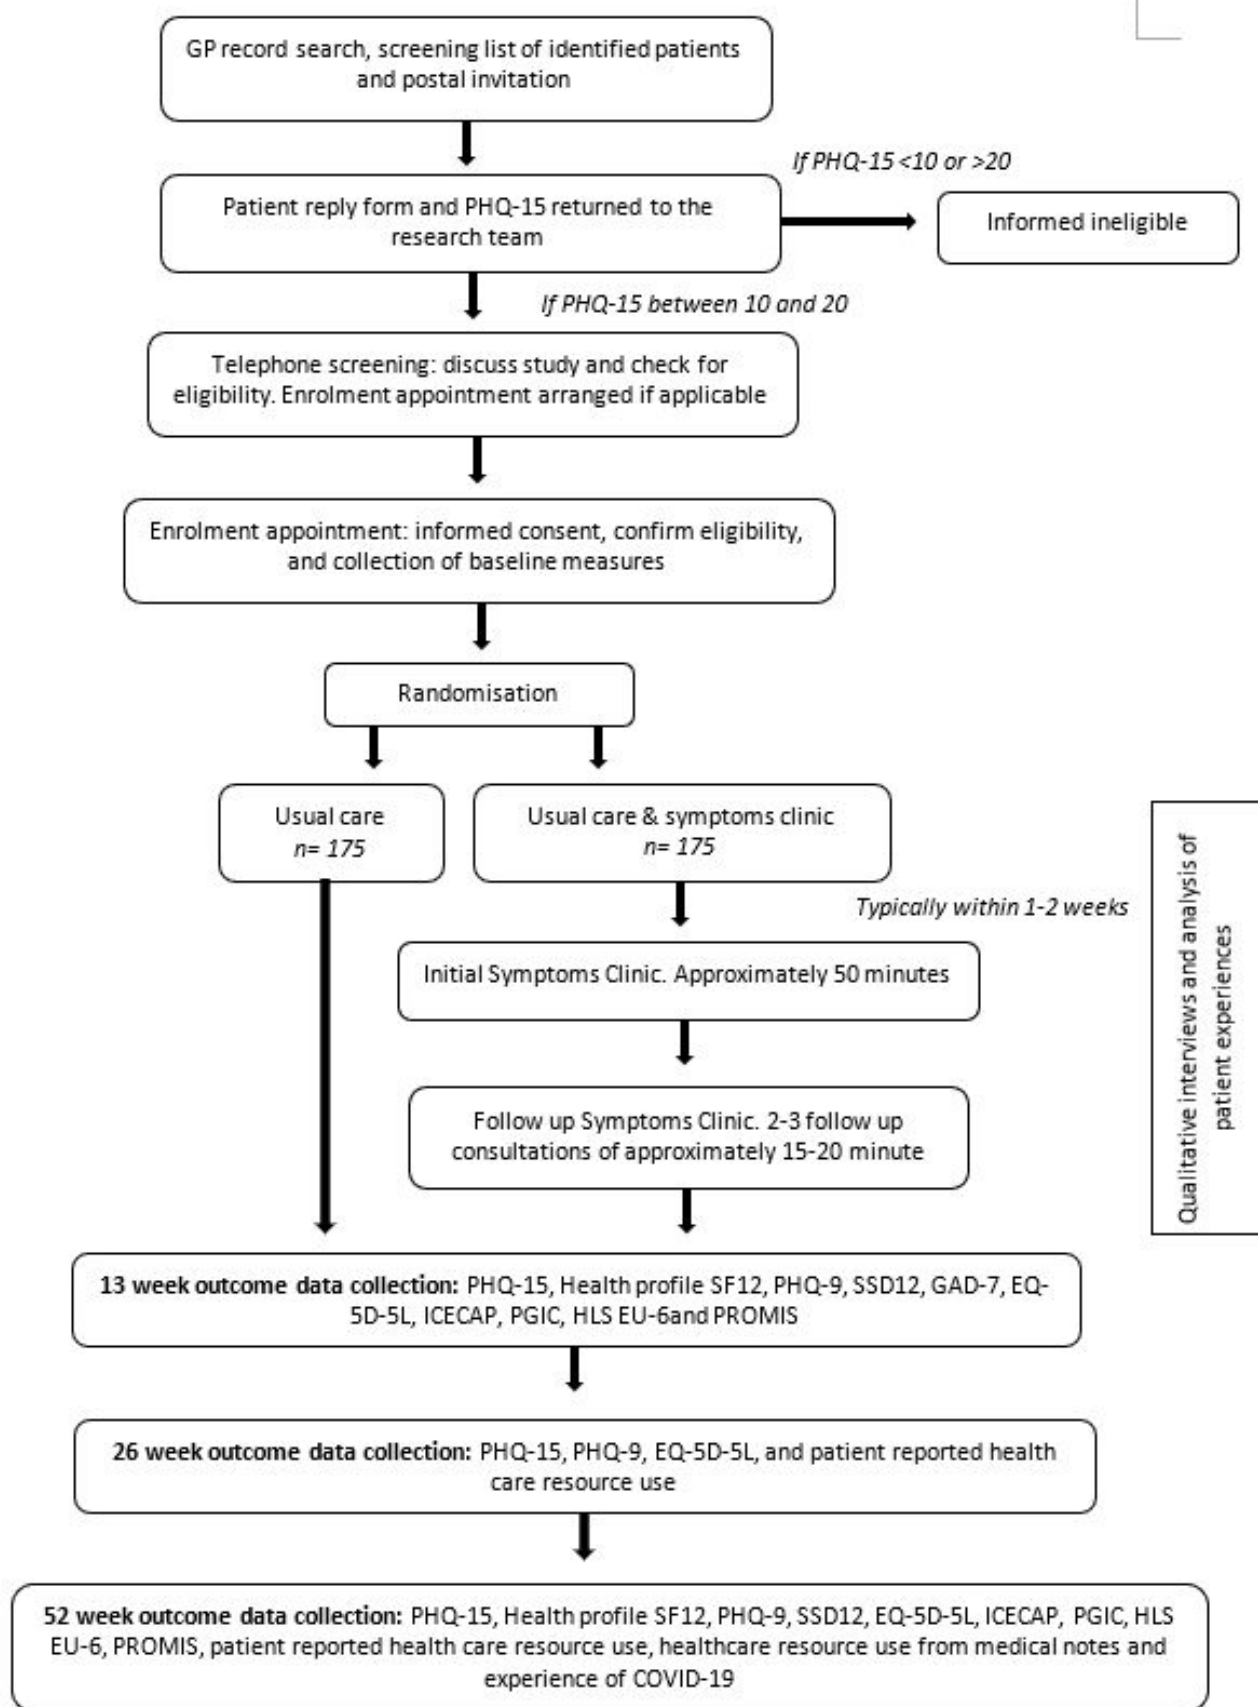 GP record search, screening list of identified patients
and postal invitation
If PHQ-15 <10 or >20
Patient reply form and PHQ-15 returned to the
research team
Informed ineligible
If PHQ-15 between 10 and 20
Telephone screening: discuss study and check for
eligibility. Enrolment appointment arranged if applicable
Enrolment appointment: informed consent, confirm eligibility,
and collection of baseline measures
Randomisation
Usual care
n= 175
Usual care & symptoms clinic
n= 175
Typically within 1-2 weeks
Initial Symptoms Clinic. Approximately 50 minutes
Follow up Symptoms Clinic. 2-3 follow up
consultations of approximately 15-20 minute
Qualitative interviews and analysis of
patient experiences
13 week outcome data collection: PHQ-15, Health profile SF12, PHQ-9, SSD12, GAD-7, EQ-
5D-5L, ICECAP, PGIC, HLS EU-6and PROMIS
26 week outcome data collection: PHQ-15, PHQ-9, EQ-5D-5L, and patient reported health
care resource use
52 week outcome data collection: PHQ-15, Health profile SF12, PHQ-9, SSD12, EQ-5D-5L, ICECAP, PGIC, HLS
EU-6, PROMIS, patient reported health care resource use, healthcare resource use from medical notes and
experience of COVID-19